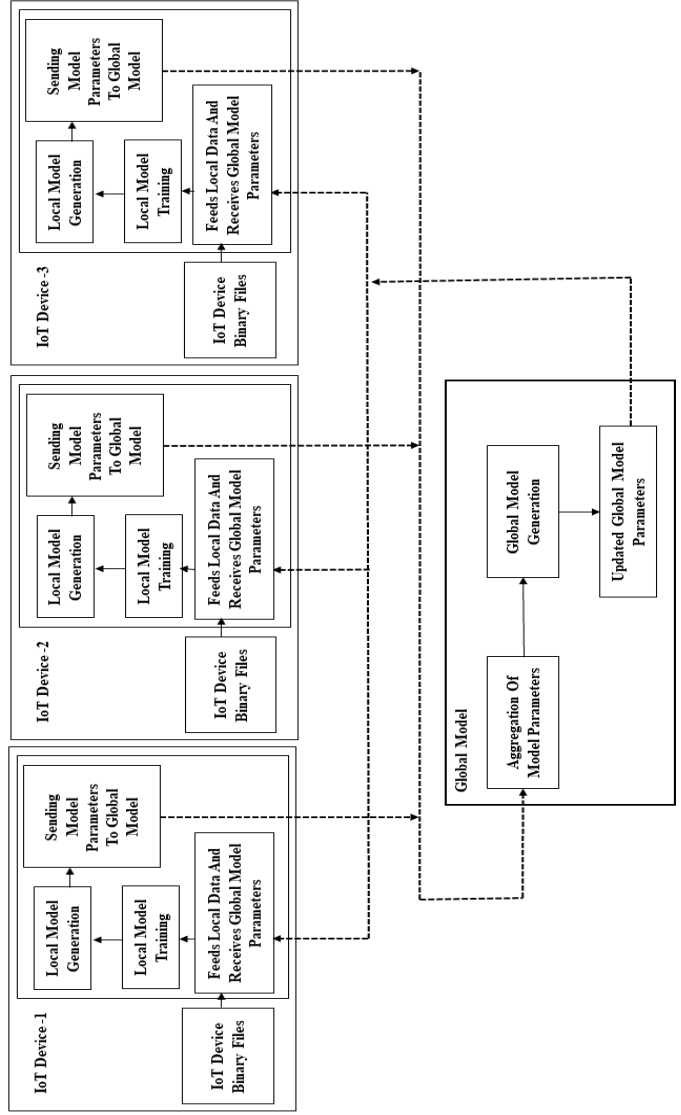 IoT Device -1
IoT Device
Binary Files
Feeds Local Data And
Receives Global Model
Parameters
Local Model
Training
Local Model
Generation
Sending
Model
Parameters
To Global
Model
IoT Device -2
IoT Device
Binary Files
Feeds Local Data And
Receives Global Model
Parameters
Local Model
Training
Local Model
Generation
Sending
Model
Parameters
To Global
Model
IoT Device -3
IoT Device
Binary Files
Feeds Local Data And
Receives Global Model
Parameters
Local Model
Training
Local Model
Generation
Sending
Model
Parameters
To Global
Model
Global Model
Aggregation Of
Model Parameters
Global Model
Generation
Updated Global Model
Parameters